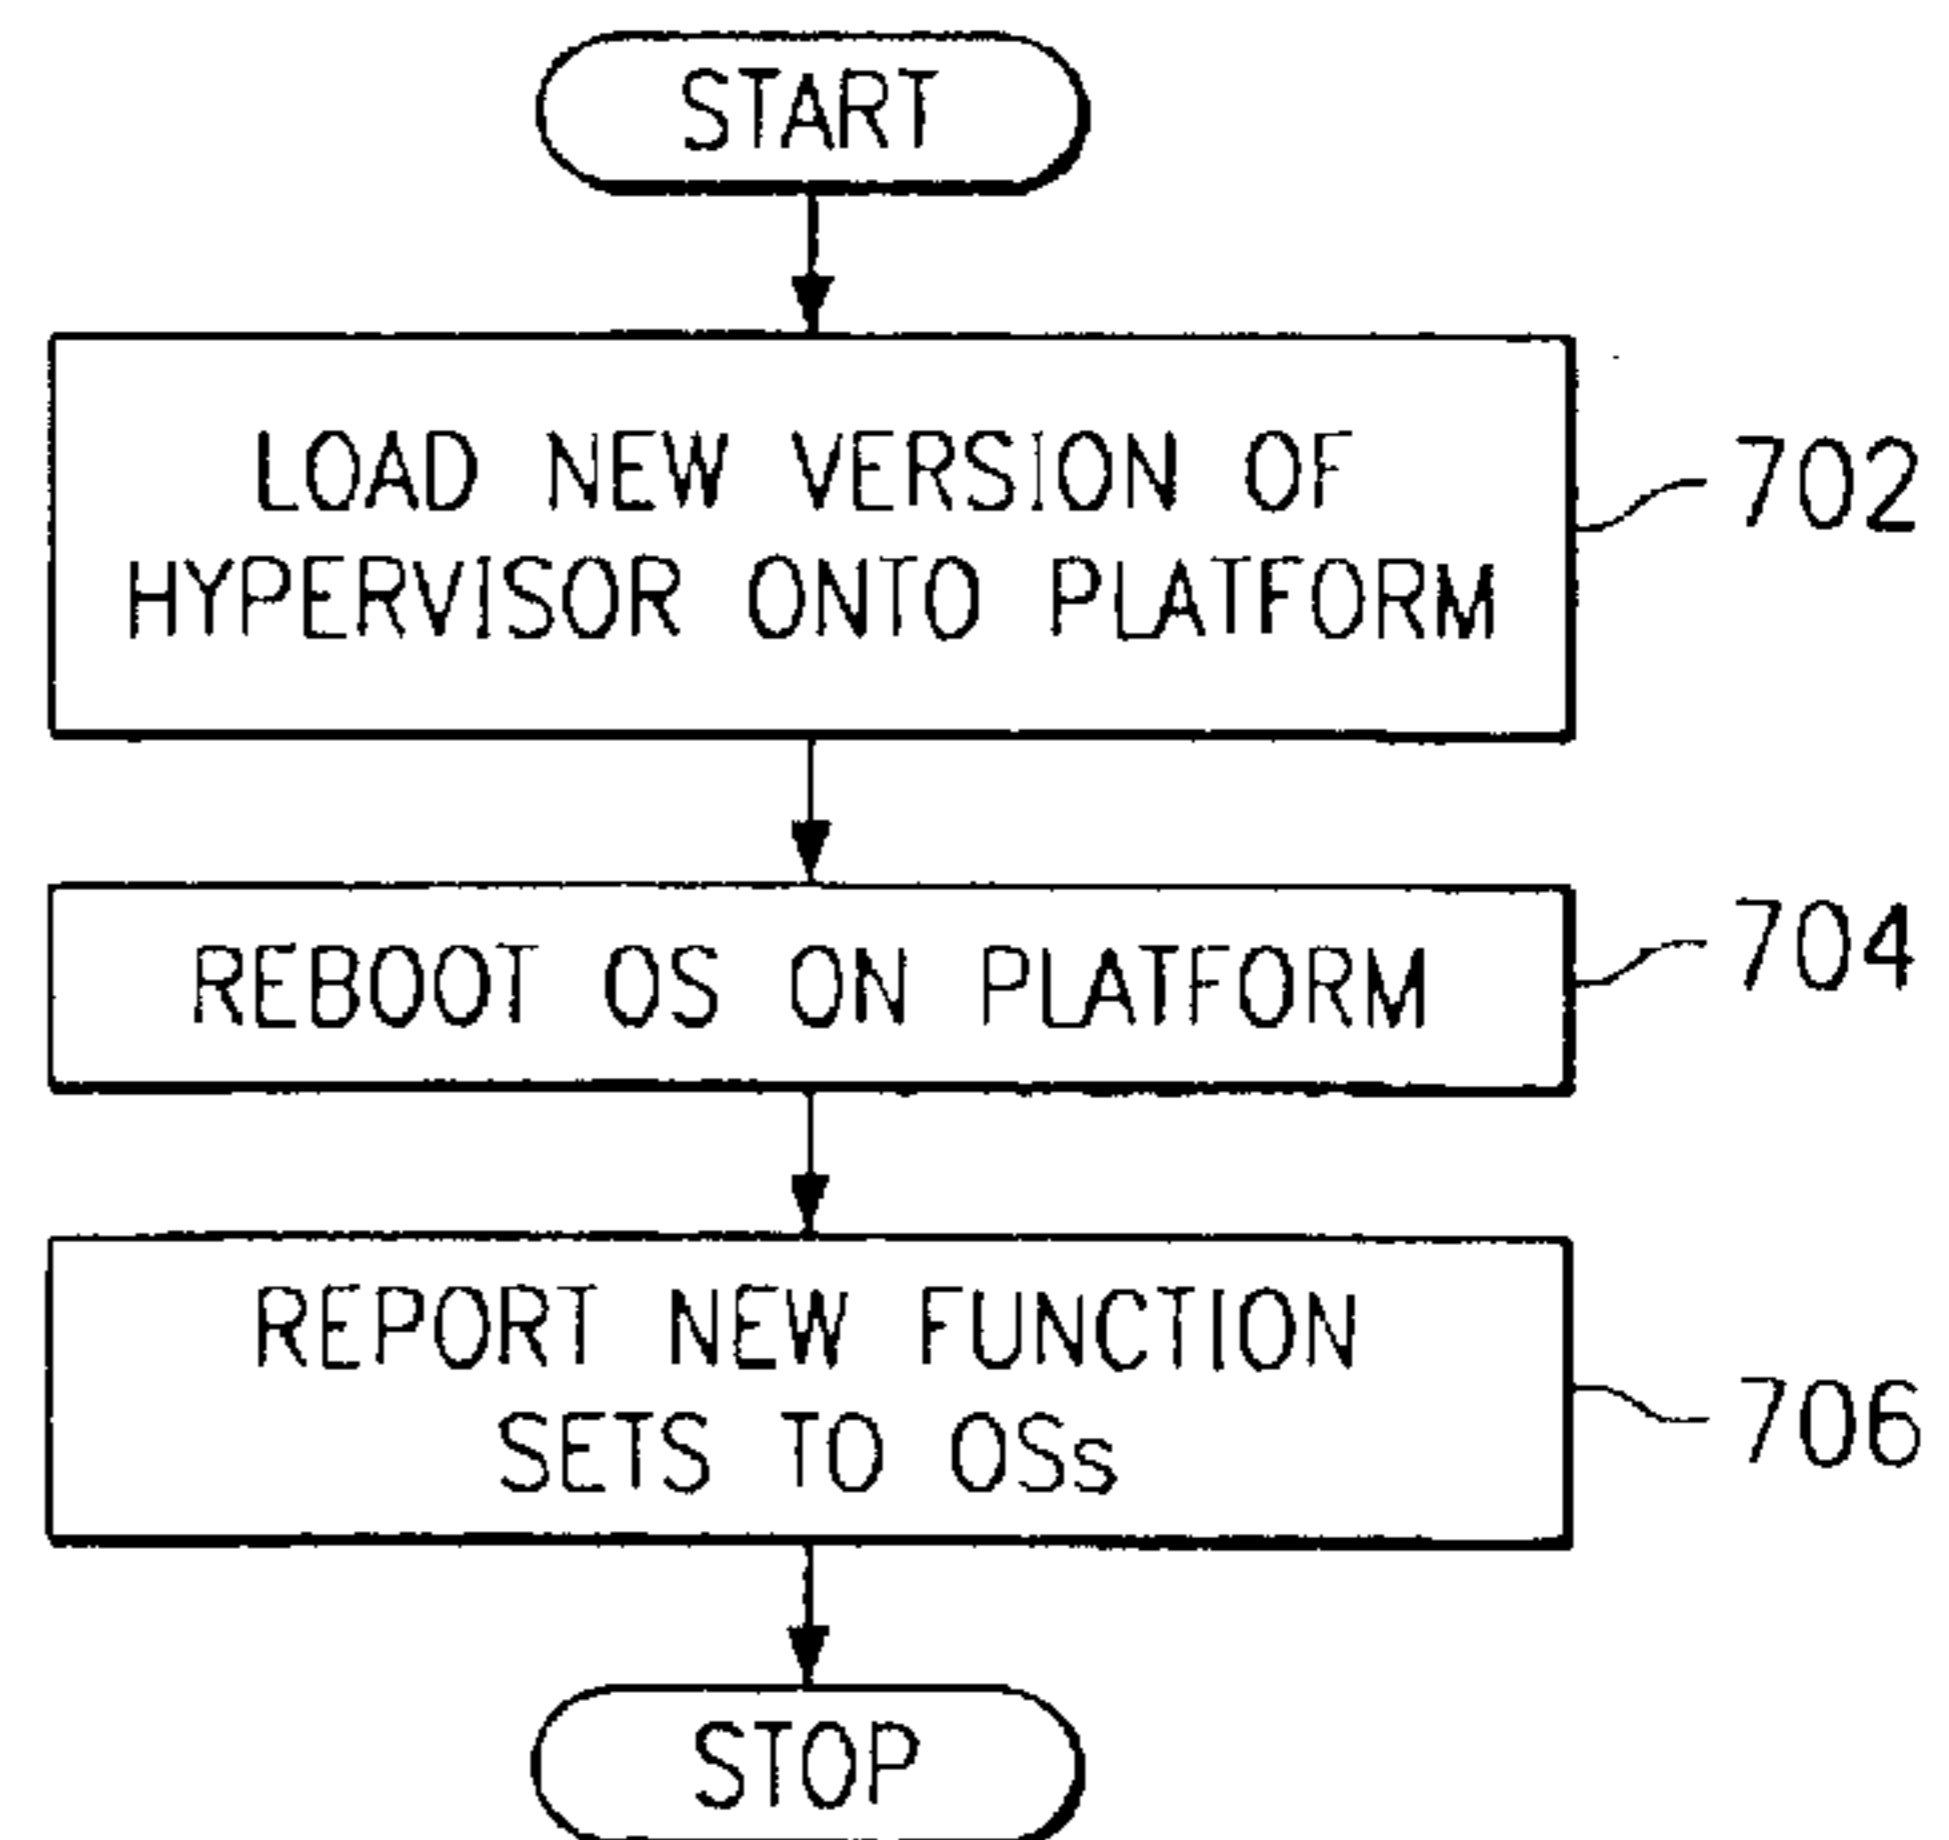 START
LOAD NEW VERSION OF
HYPERVISOR ONTO PLATFORM
702
REBOOT OS ON PLATFORM
704
REPORT NEW FUNCTION
SETS TO OSs
706
STOP